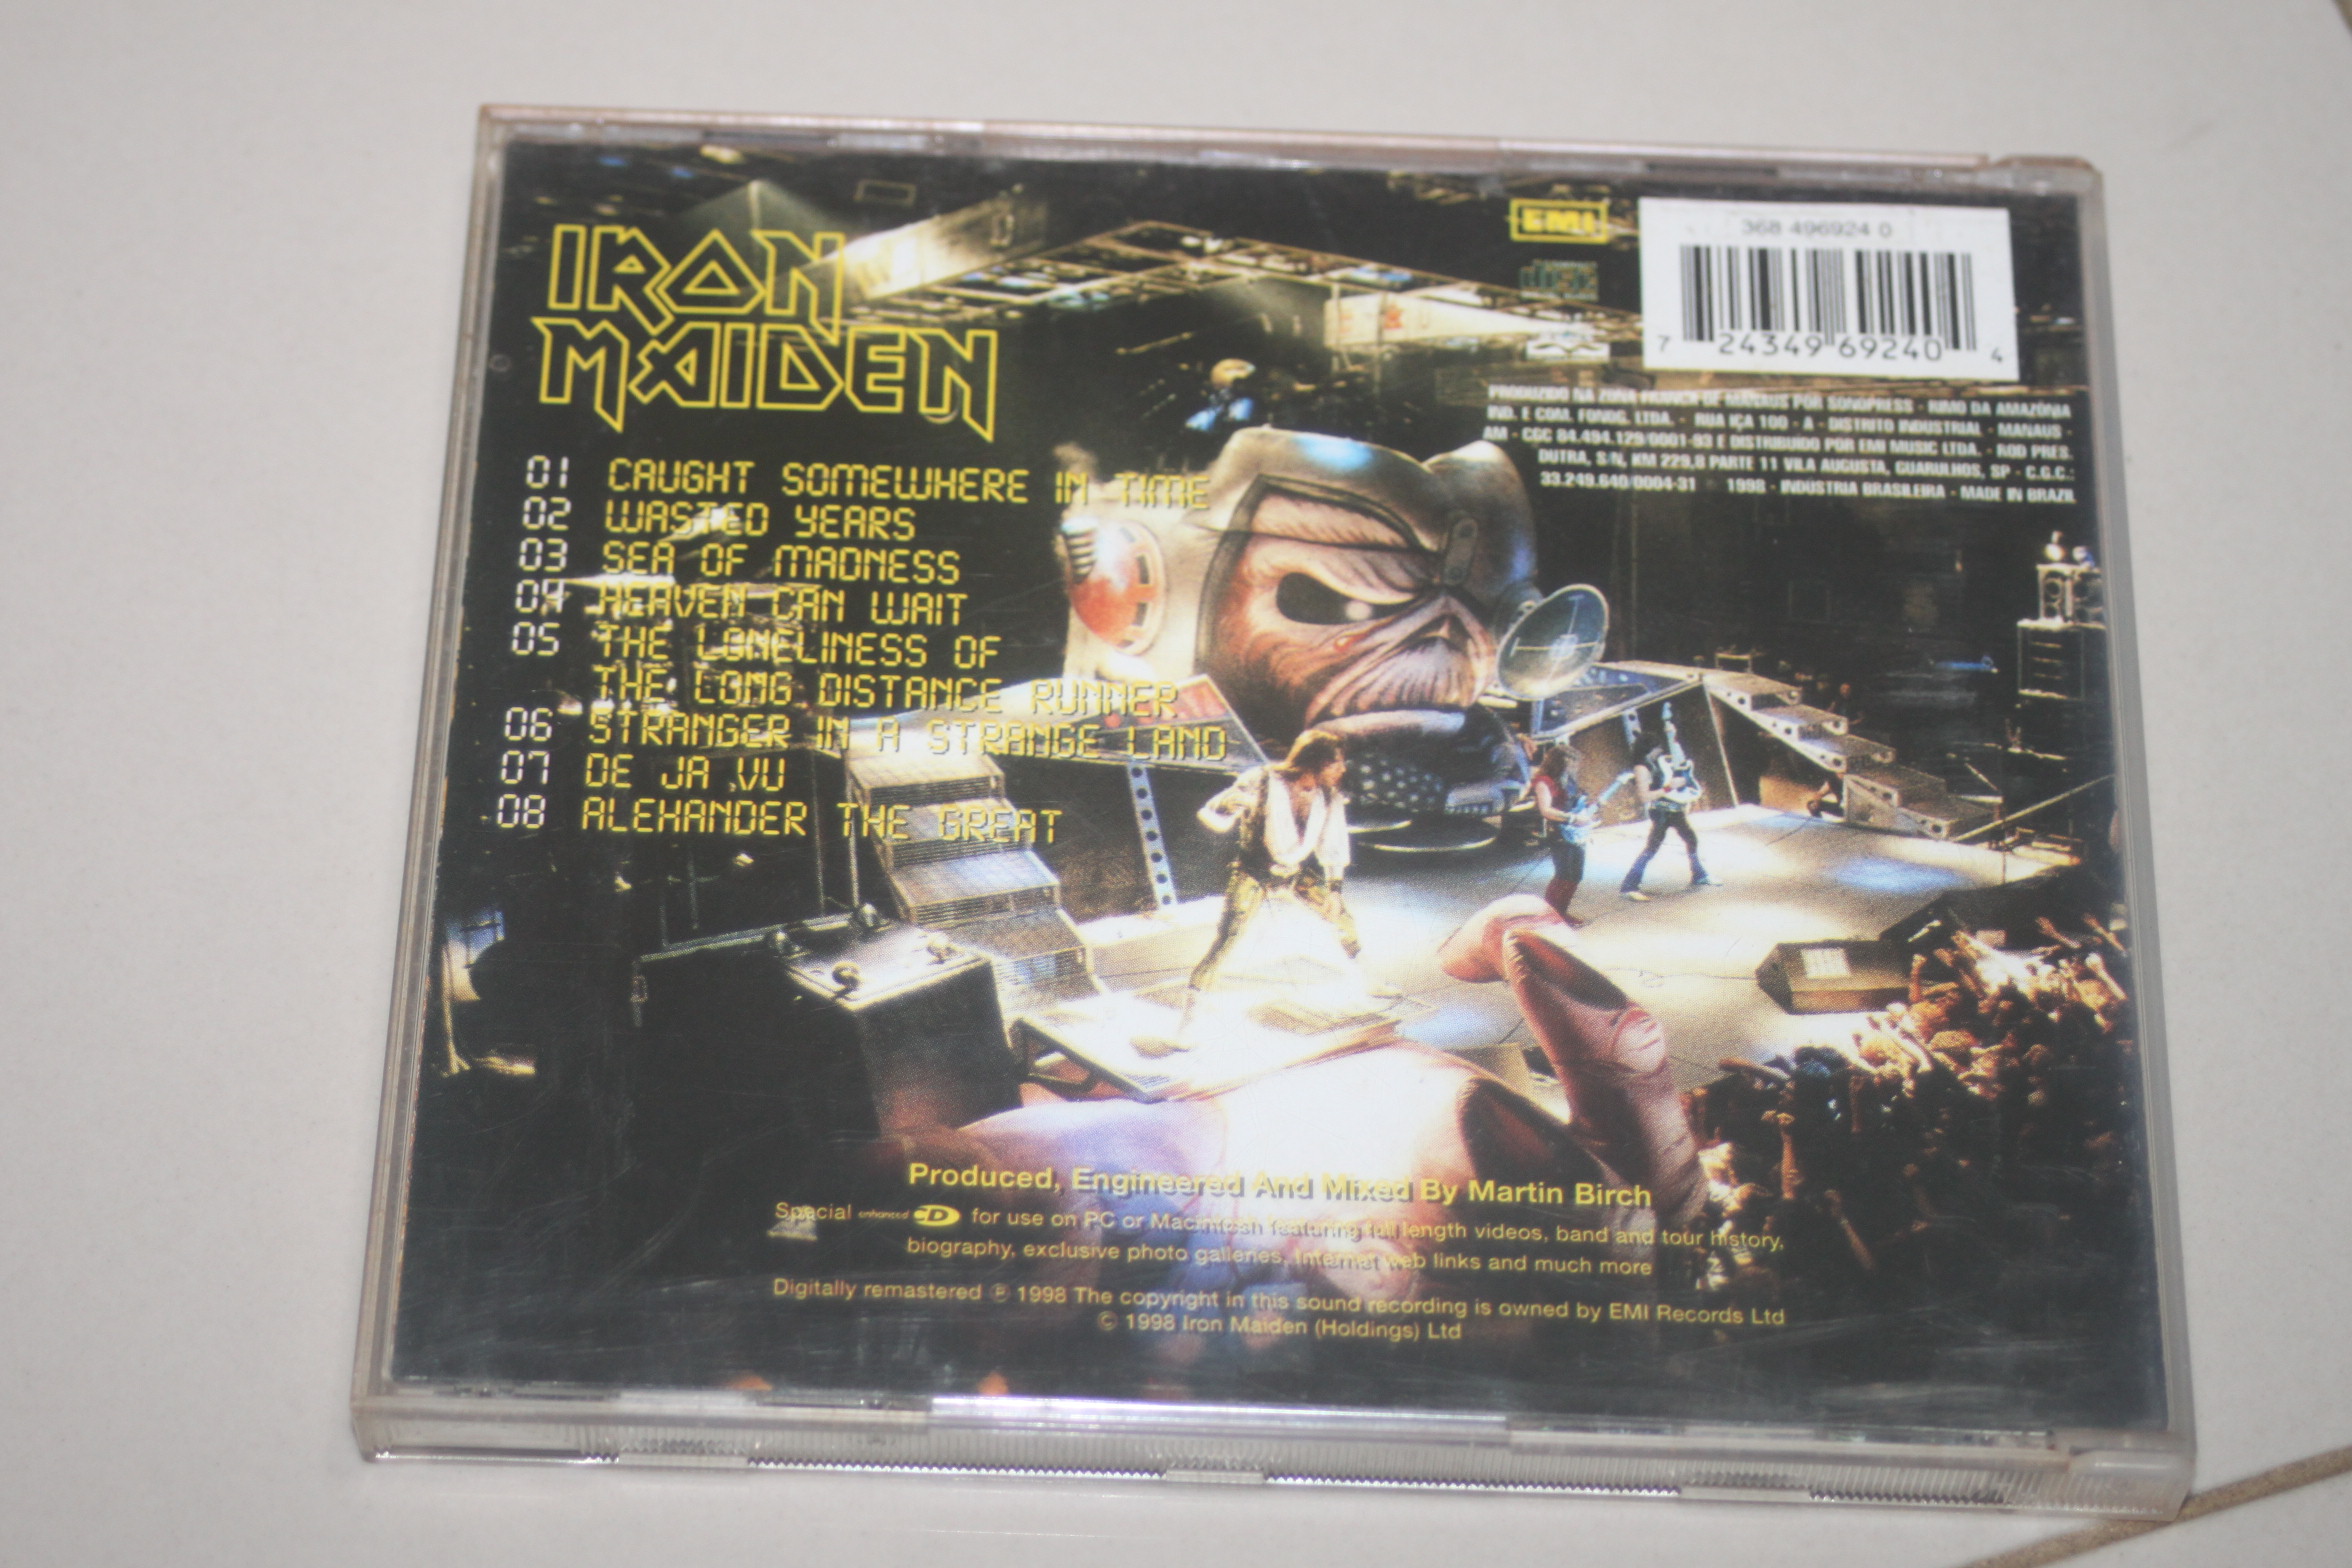 IRON
MAIDEN
01 CAUGHT SOMEWHERE IN TIME
02 WASTED YEARS
03 SEA OF MADNESS
04 HEAVEN CAN WAIT
05 THE LONELINESS OF
THE LONG DISTANCE RUNNER
06 STRANGER IN A STRANGE LAND
07 DE JA VU
08 ALEXANDER THE GREAT
EMI
disc
368 496924 0
7 24349 69240 4
PRODUZIDO NA ZONA FRANCA DE MANAUS POR SONOPRESS - RIMO DA AMAZÔNIA
IND. E COM. FONOG. LTDA. - RUA IÇA 100 - A - DISTRITO INDUSTRIAL - MANAUS -
AM - CGC 84.494.129/0001-93 E DISTRIBUIDO POR EMI MUSIC LTDA. - ROD PRES.
DUTRA, S/N, KM 229,8 PARTE 11 VILA AUGUSTA, GUARULHOS, SP - C.G.C.:
33.249.640/0004-31 1998 - INDÚSTRIA BRASILEIRA - MADE IN BRAZIL
Produced, Engineered And Mixed By Martin Birch
Special enhanced CD for use on PC or Macintosh featuring full length videos, band and tour history,
biography, exclusive photo galleries, Internet web links and much more
Digitally remastered ℗ 1998 The copyright in this sound recording is owned by EMI Records Ltd
© 1998 Iron Maiden (Holdings) Ltd